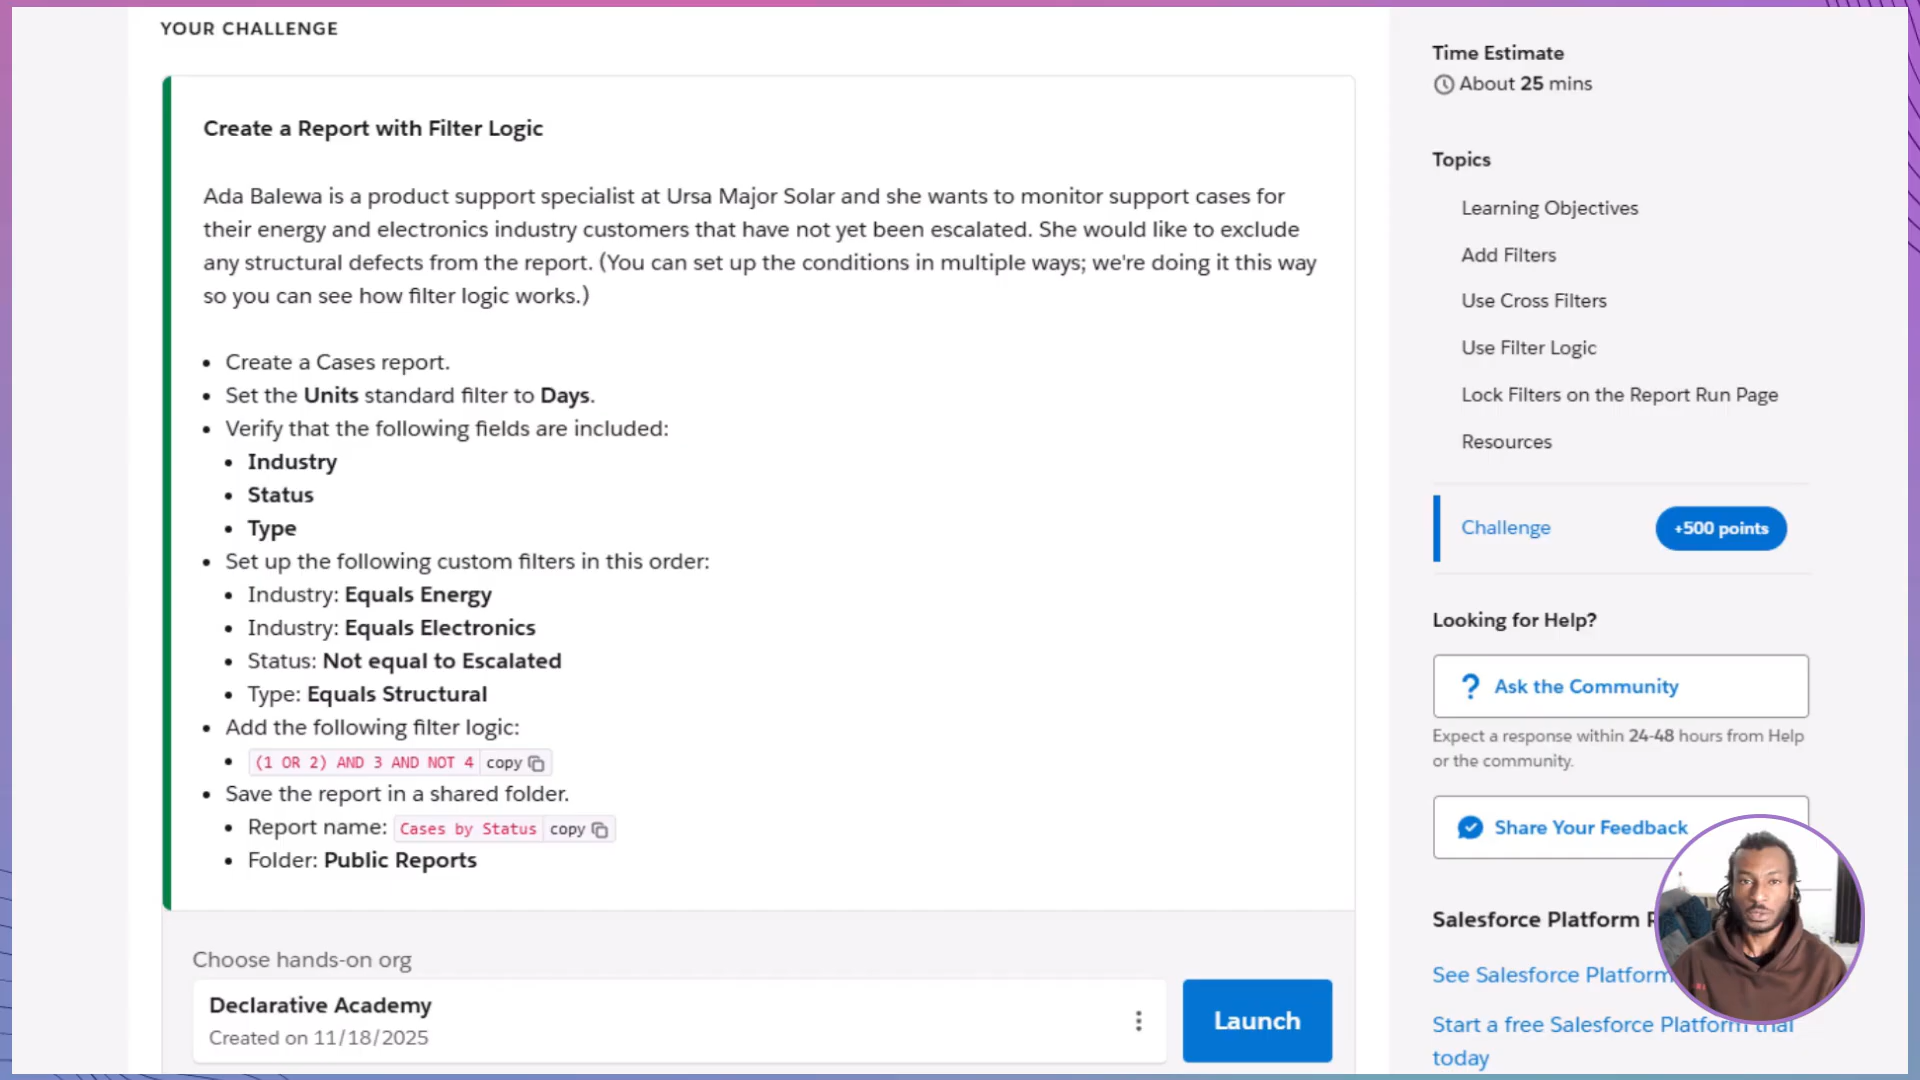 YOUR CHALLENGE
Create a Report with Filter Logic
Ada Balewa is a product support specialist at Ursa Major Solar and she wants to monitor support cases for
their energy and electronics industry customers that have not yet been escalated. She would like to exclude
any structural defects from the report. (You can set up the conditions in multiple ways; we're doing it this way
so you can see how filter logic works.)
Create a Cases report.
Set the Units standard filter to Days.
Verify that the following fields are included:
Industry
Status
Type
Set up the following custom filters in this order:
Industry: Equals Energy
Industry: Equals Electronics
Status: Not equal to Escalated
Type: Equals Structural
Add the following filter logic:
(1 OR 2) AND 3 AND NOT 4 copy
Save the report in a shared folder.
Report name: Cases by Status copy
Folder: Public Reports
Choose hands-on org
Declarative Academy
Created on 11/18/2025
Launch
Time Estimate
About 25 mins
Topics
Learning Objectives
Add Filters
Use Cross Filters
Use Filter Logic
Lock Filters on the Report Run Page
Resources
Challenge
+500 points
Looking for Help?
Ask the Community
Expect a response within 24-48 hours from Help
or the community.
Share Your Feedback
Salesforce Platform
See Salesforce Platform
Start a free Salesforce Platform trial
today